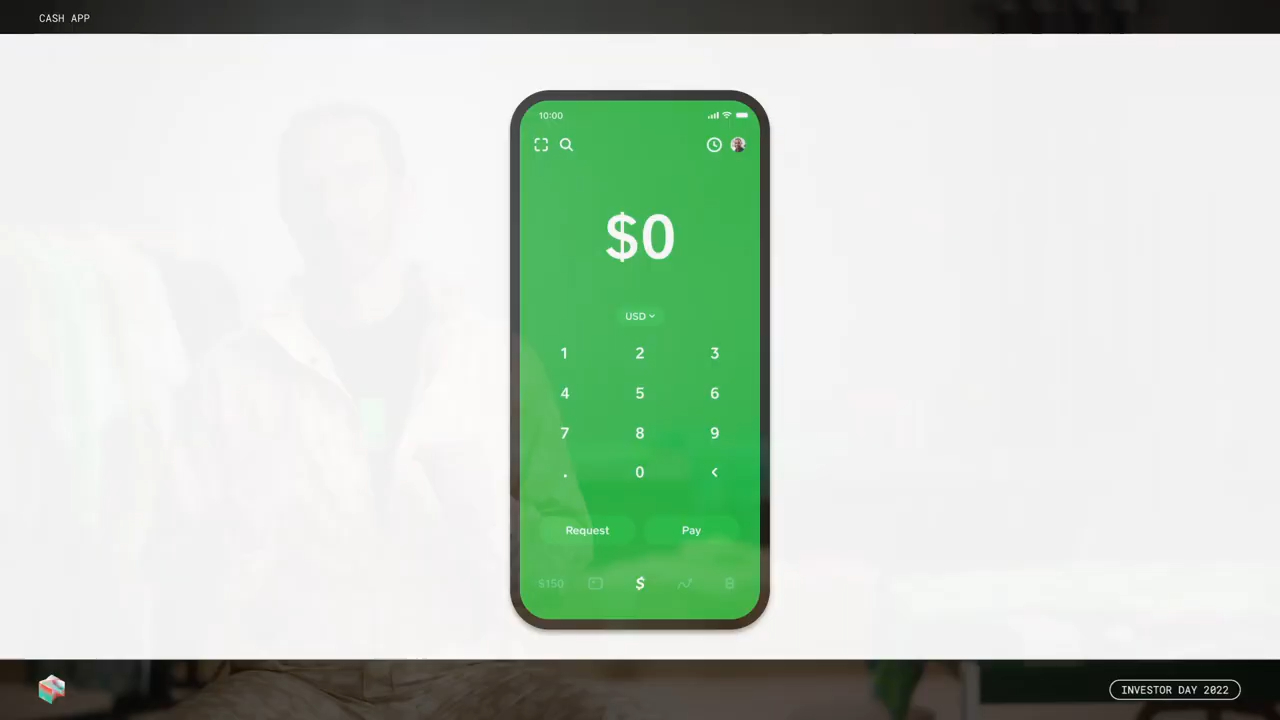 CASH APP
10:00
$0
USD
1 2 3
4 5 6
7 8 9
. 0 <
Request Pay
$150 $
INVESTOR DAY 2022